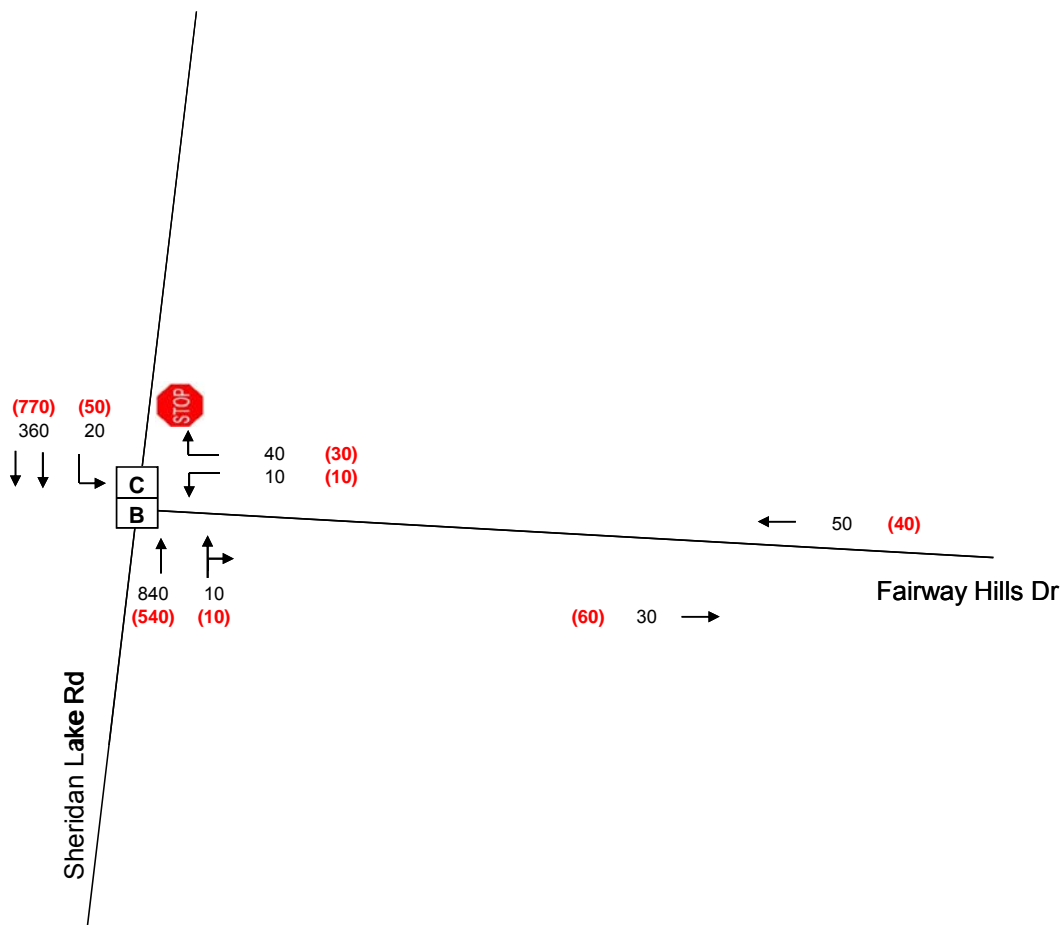 (770) (50)
360 20
STOP
40 (30)
10 (10)
C
B
50 (40)
840 10
(540) (10)
Fairway Hills Dr
(60) 30
Sheridan Lake Rd